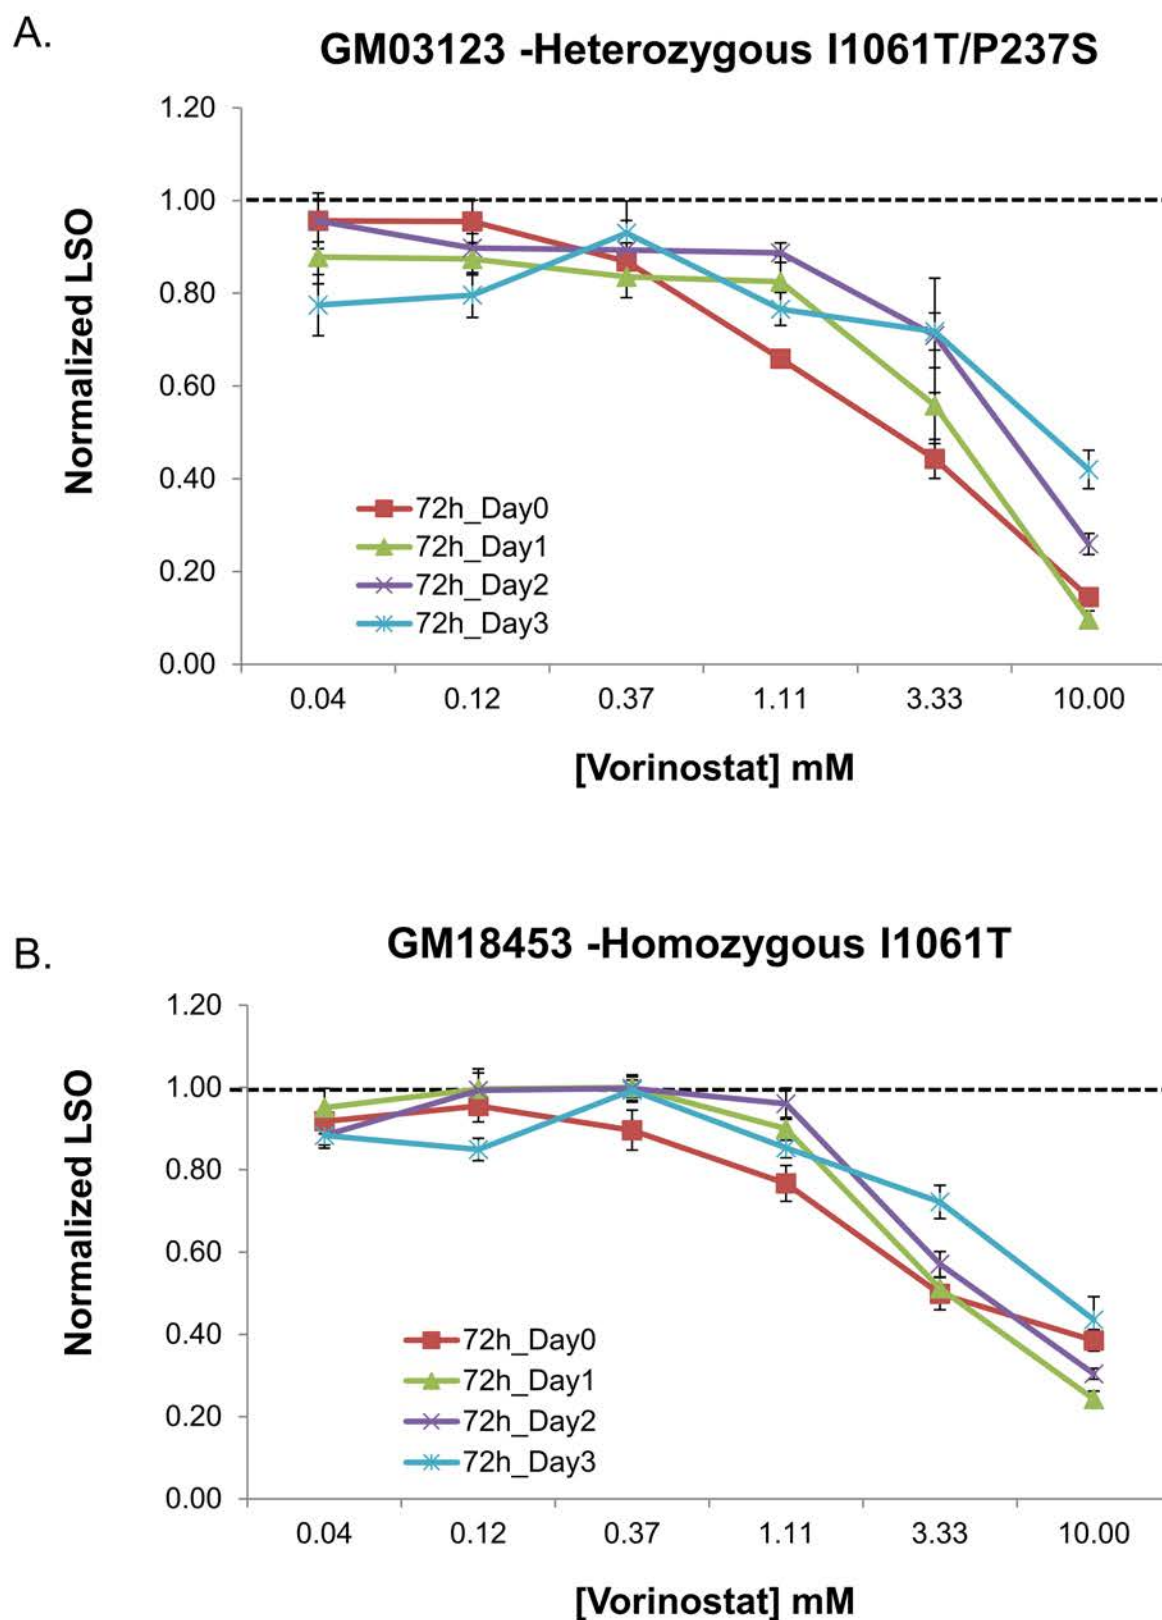 A.
GM03123 -Heterozygous I1061T/P237S
1.20
1.00
0.80
0.60
0.40
0.20
0.00
Normalized LSO
72h_Day0
72h_Day1
72h_Day2
72h_Day3
0.04 0.12 0.37 1.11 3.33 10.00
[Vorinostat] mM
B.
GM18453 -Homozygous I1061T
1.20
1.00
0.80
0.60
0.40
0.20
0.00
Normalized LSO
72h_Day0
72h_Day1
72h_Day2
72h_Day3
0.04 0.12 0.37 1.11 3.33 10.00
[Vorinostat] mM